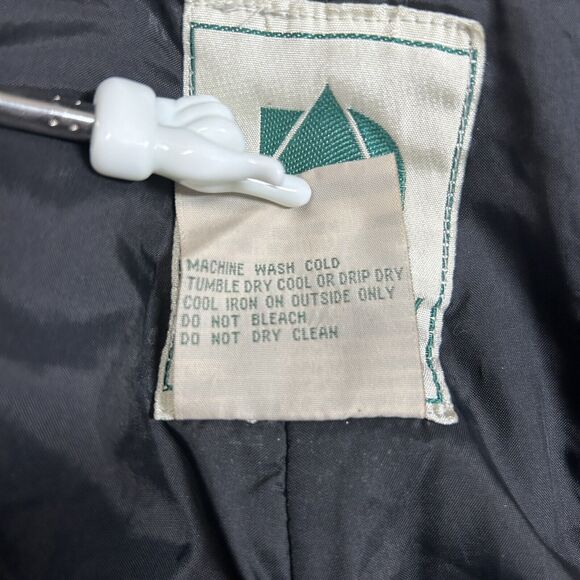 MACHINE WASH COLD
TUMBLE DRY COOL OR DRIP DRY
COOL IRON ON OUTSIDE ONLY
DO NOT BLEACH
DO NOT DRY CLEAN